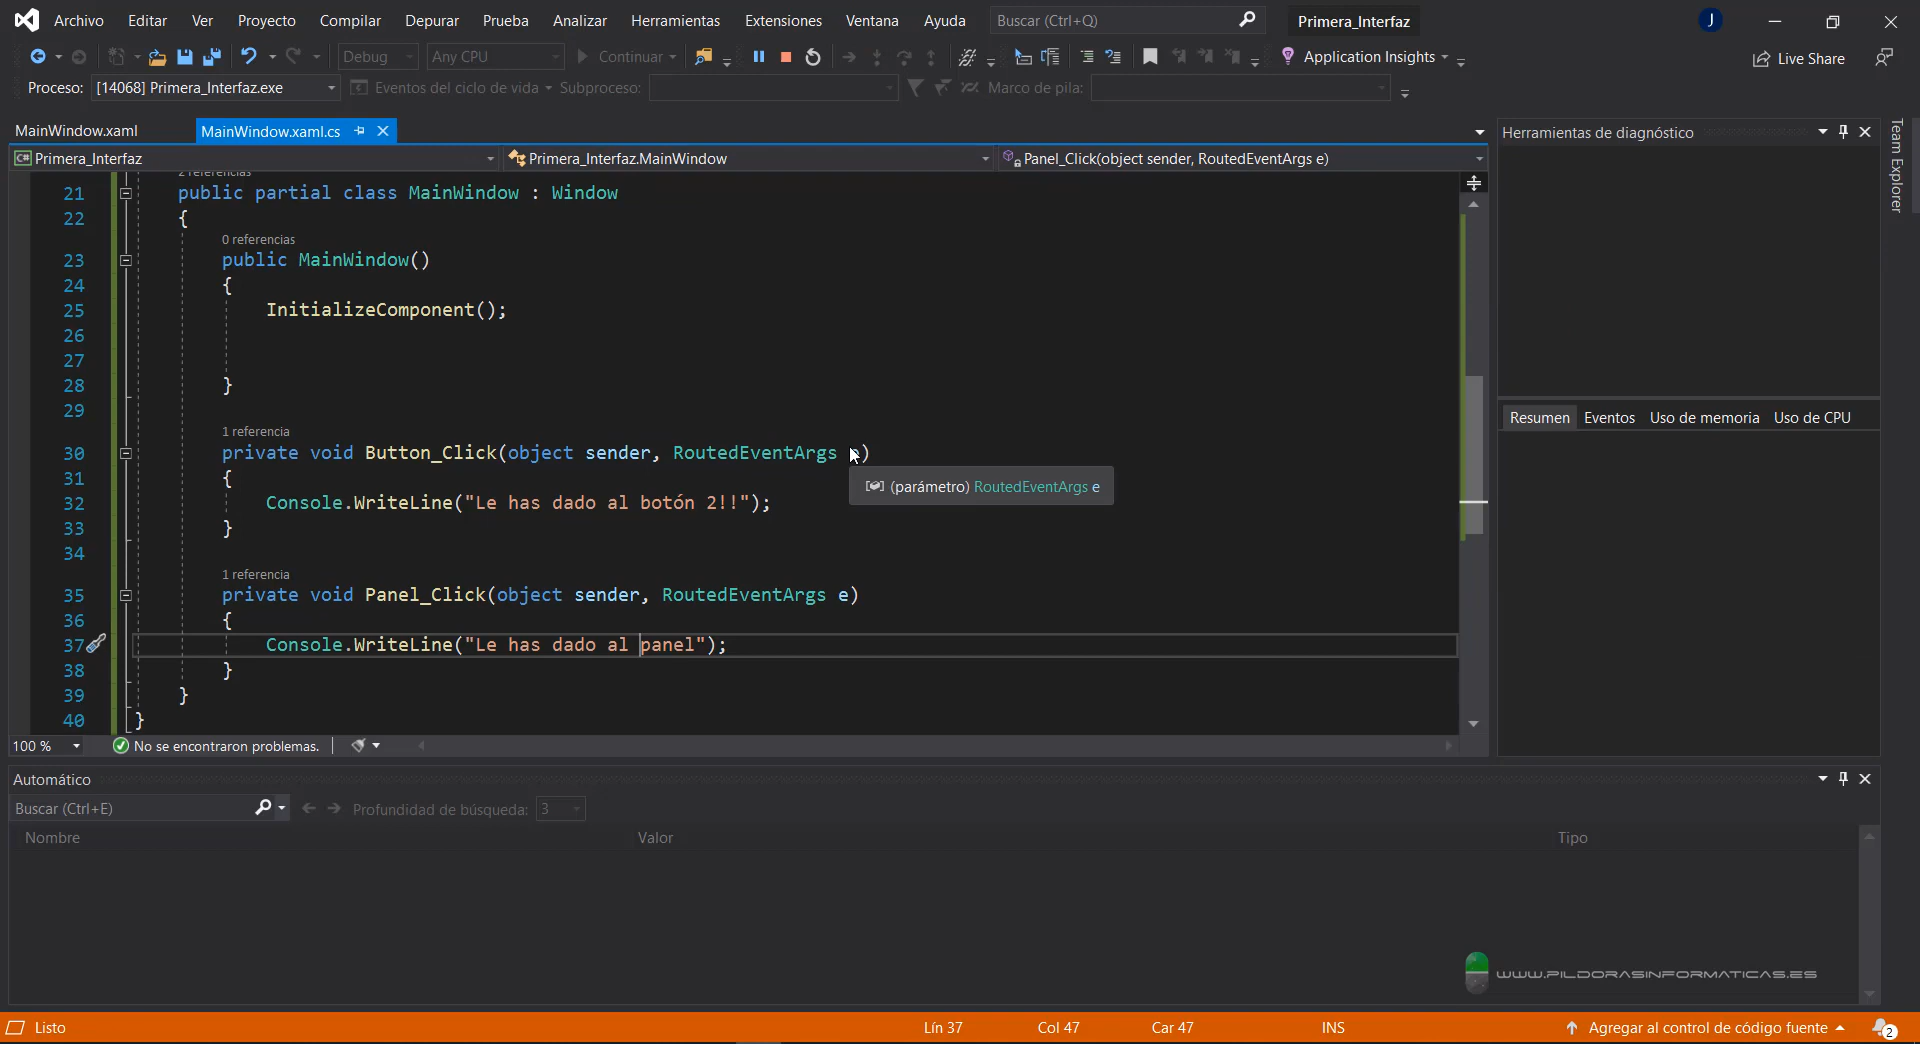 Archivo Editar Ver Proyecto Compilar Depurar Prueba Analizar Herramientas Extensiones Ventana Ayuda Buscar (Ctrl+Q) Primera_Interfaz J
Debug Any CPU Continuar Application Insights Live Share
Proceso: [14068] Primera_Interfaz.exe Eventos del ciclo de vida Subproceso: Marco de pila:
MainWindow.xaml MainWindow.xaml.cs
Primera_Interfaz Primera_Interfaz.MainWindow Panel_Click(object sender, RoutedEventArgs e)
2 referencias
21 public partial class MainWindow : Window
22 {
0 referencias
23 public MainWindow()
24 {
25 InitializeComponent();
26
27
28 }
29
1 referencia
30 private void Button_Click(object sender, RoutedEventArgs e)
31 {
(parámetro) RoutedEventArgs e
32 Console.WriteLine("Le has dado al botón 2!!");
33 }
34
1 referencia
35 private void Panel_Click(object sender, RoutedEventArgs e)
36 {
37 Console.WriteLine("Le has dado al panel");
38 }
39 }
40 }
100 % No se encontraron problemas.
Herramientas de diagnóstico
Resumen Eventos Uso de memoria Uso de CPU
Team Explorer
Automático
Buscar (Ctrl+E) Profundidad de búsqueda: 3
Nombre Valor Tipo
WWW.PILDORASINFORMATICAS.ES
Listo Lín 37 Col 47 Car 47 INS Agregar al control de código fuente 2